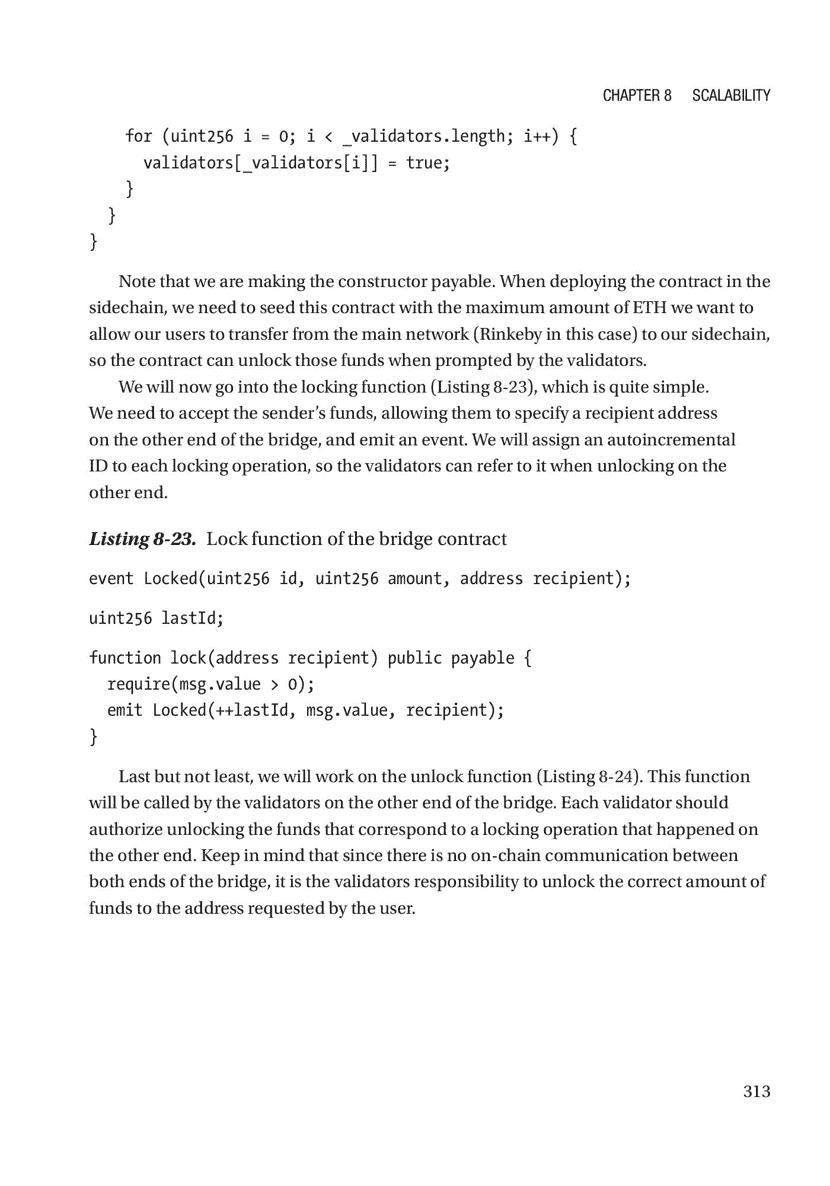 CHAPTER 8 SCALABILITY
for (uint256 i = 0; i < _validators.length; i++) {
validators[_validators[i]] = true;
}
}
}
Note that we are making the constructor payable. When deploying the contract in the
sidechain, we need to seed this contract with the maximum amount of ETH we want to
allow our users to transfer from the main network (Rinkeby in this case) to our sidechain,
so the contract can unlock those funds when prompted by the validators.
We will now go into the locking function (Listing 8-23), which is quite simple.
We need to accept the sender’s funds, allowing them to specify a recipient address
on the other end of the bridge, and emit an event. We will assign an autoincremental
ID to each locking operation, so the validators can refer to it when unlocking on the
other end.
Listing 8-23. Lock function of the bridge contract
event Locked(uint256 id, uint256 amount, address recipient);
uint256 lastId;
function lock(address recipient) public payable {
require(msg.value > 0);
emit Locked(++lastId, msg.value, recipient);
}
Last but not least, we will work on the unlock function (Listing 8-24). This function
will be called by the validators on the other end of the bridge. Each validator should
authorize unlocking the funds that correspond to a locking operation that happened on
the other end. Keep in mind that since there is no on-chain communication between
both ends of the bridge, it is the validators responsibility to unlock the correct amount of
funds to the address requested by the user.
313